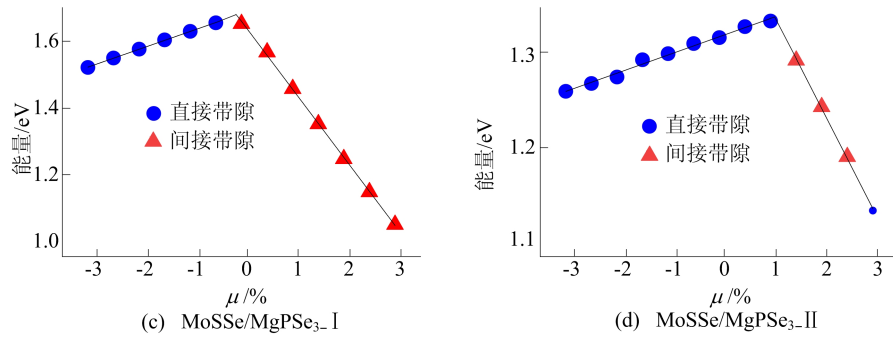 1.6
1.4
1.2
1.0
能量/eV
直接带隙
间接带隙
-3 -2 -1 0 1 2 3
μ /%
(c) MoSSe/MgPSe3-Ⅰ
1.3
1.2
1.1
能量/eV
直接带隙
间接带隙
-3 -2 -1 0 1 2 3
μ /%
(d) MoSSe/MgPSe3-Ⅱ